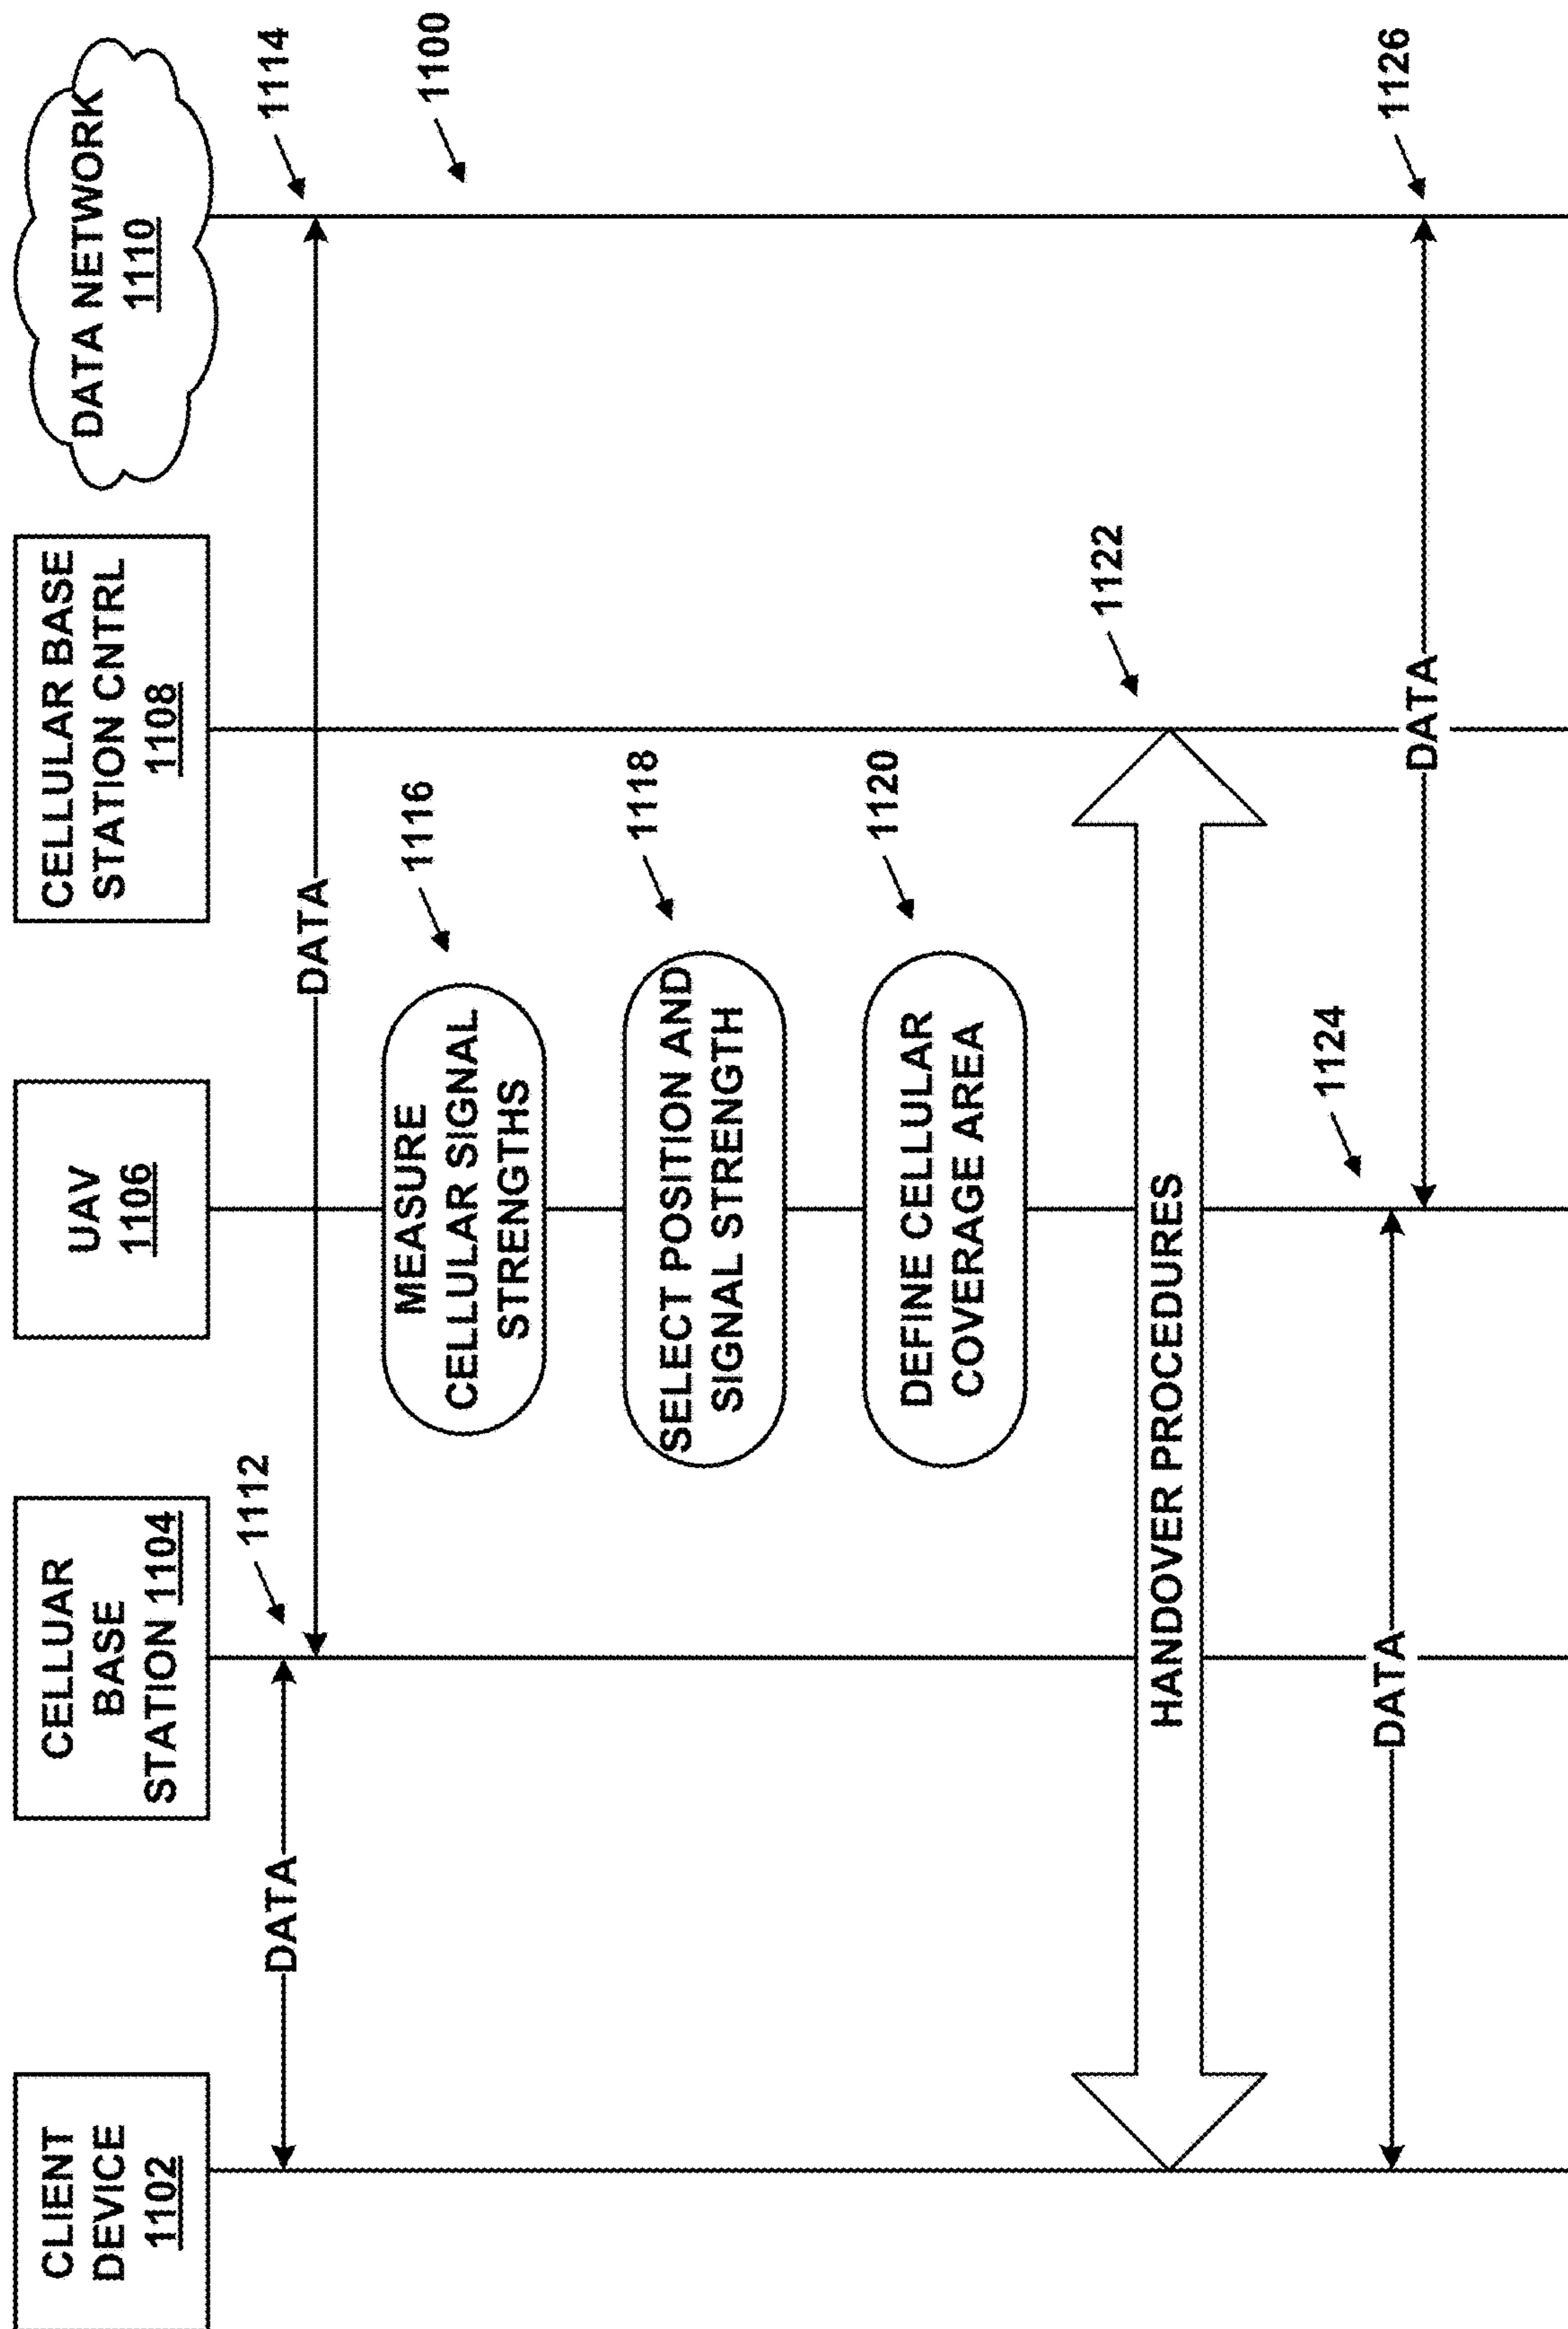 CLIENT
DEVICE
1102
CELLUAR
BASE
STATION 1104
UAV
1106
CELLULAR BASE
STATION CNTRL
1108
DATA NETWORK
1110
1112
DATA
1114
DATA
1100
1116
MEASURE
CELLULAR SIGNAL
STRENGTHS
1118
SELECT POSITION AND
SIGNAL STRENGTH
1120
DEFINE CELLULAR
COVERAGE AREA
1122
HANDOVER PROCEDURES
1124
DATA
1126
DATA